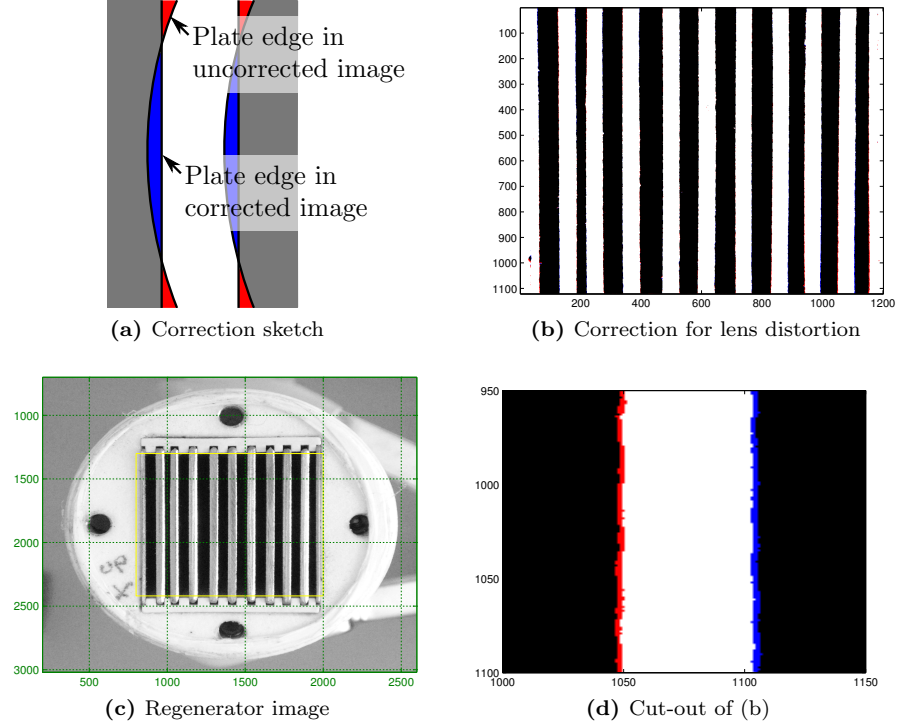 Plate edge in
uncorrected image
Plate edge in
corrected image
(a) Correction sketch
100
200
300
400
500
600
700
800
900
1000
1100
200 400 600 800 1000 1200
(b) Correction for lens distortion
1000
1500
2000
2500
3000
500 1000 1500 2000 2500
(c) Regenerator image
950
1000
1050
1100
1000 1050 1100 1150
(d) Cut-out of (b)